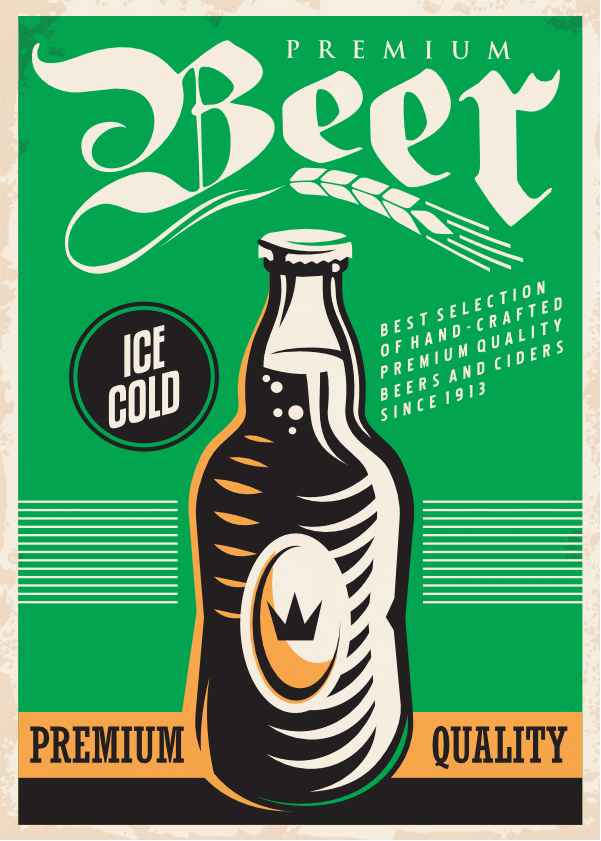 PREMIUM
Beer
ICE
COLD
BEST SELECTION
OF HAND-CRAFTED
PREMIUM QUALITY
BEERS AND CIDERS
SINCE 1913
PREMIUM QUALITY